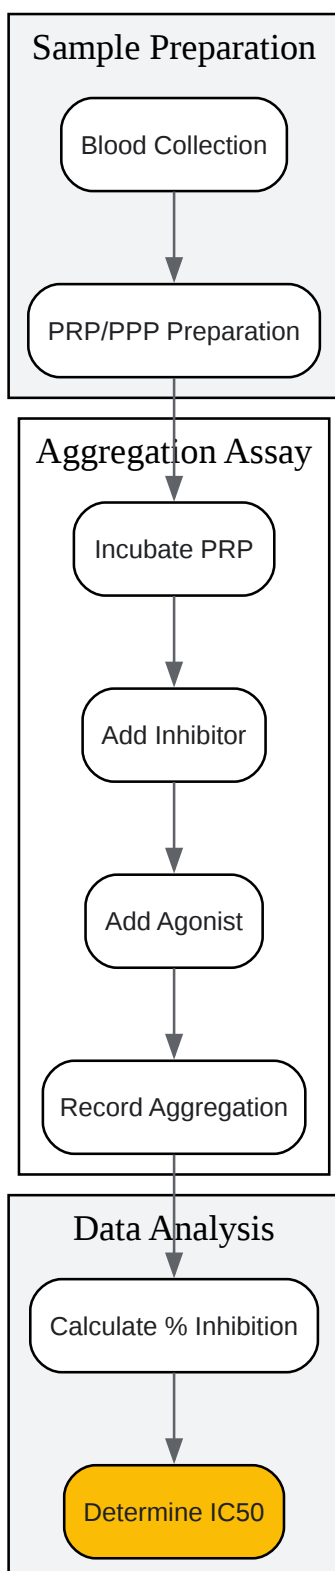 Sample Preparation
Blood Collection
PRP/PPP Preparation
Aggregation Assay
Incubate PRP
Add Inhibitor
Add Agonist
Record Aggregation
Data Analysis
Calculate % Inhibition
Determine IC50